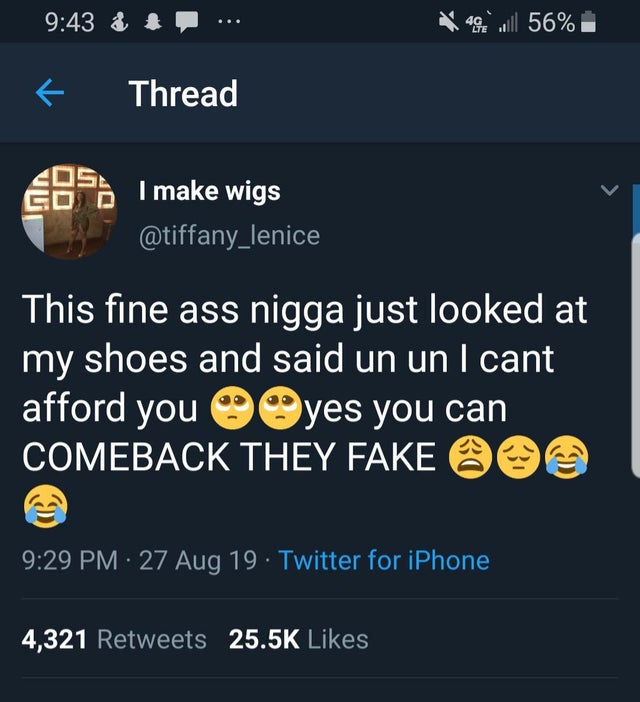 9:43 ... 4G LTE 56%
Thread
I make wigs
@tiffany_lenice
This fine ass nigga just looked at
my shoes and said un un I cant
afford you 🥺🥺yes you can
COMEBACK THEY FAKE 😩😔😂
😂
9:29 PM · 27 Aug 19 · Twitter for iPhone
4,321 Retweets 25.5K Likes